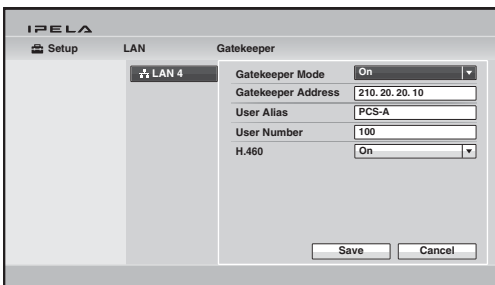 IPELA
Setup LAN Gatekeeper
LAN 4
Gatekeeper Mode On
Gatekeeper Address 210. 20. 20. 10
User Alias PCS-A
User Number 100
H.460 On
Save Cancel